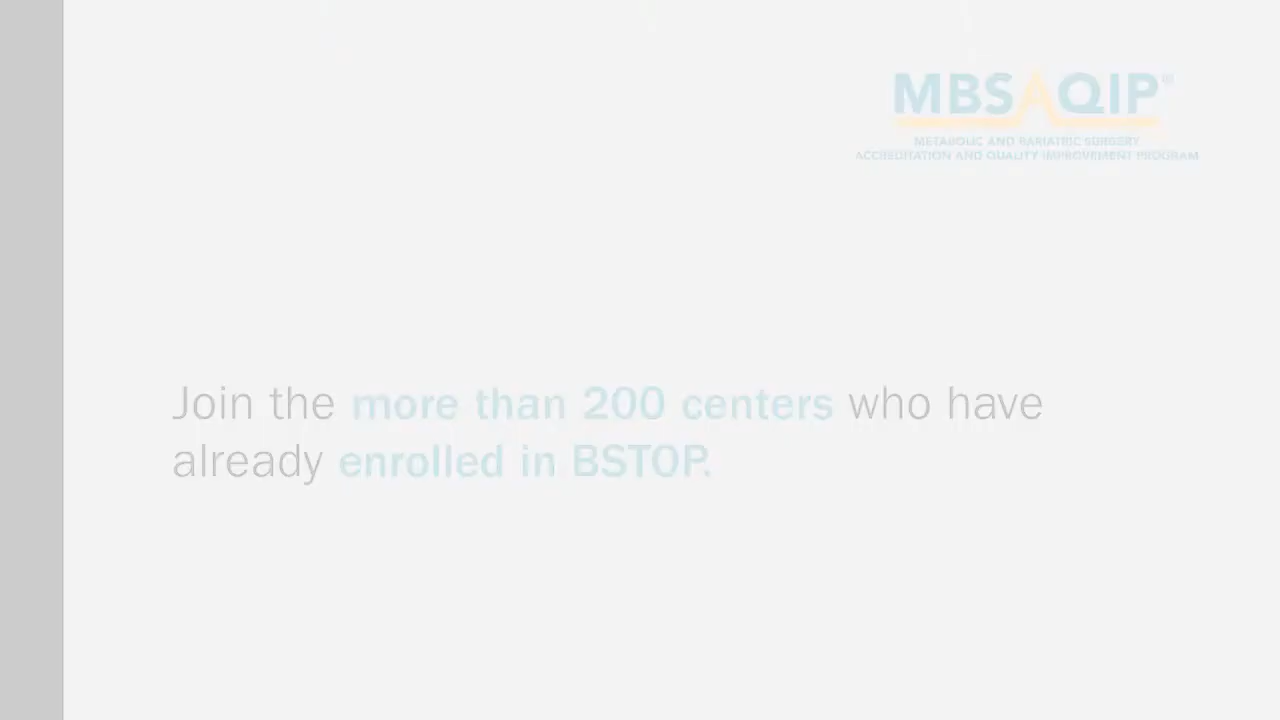 MBSAQIP®
METABOLIC AND BARIATRIC SURGERY
ACCREDITATION AND QUALITY IMPROVEMENT PROGRAM
Join the more than 200 centers who have
already enrolled in BSTOP.